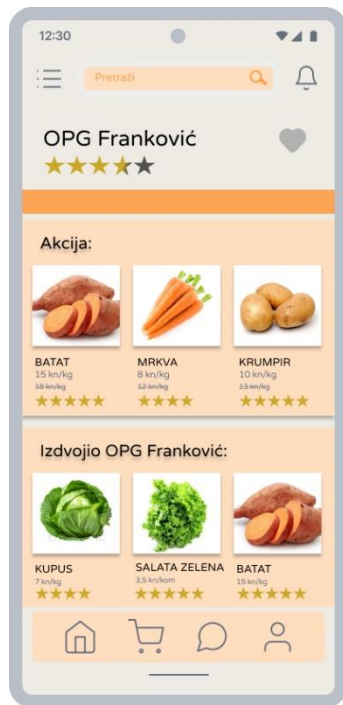 12:30
Pretraži
OPG Franković
Akcija:
BATAT
15 kn/kg
18 kn/kg
MRKVA
8 kn/kg
12 kn/kg
KRUMPIR
10 kn/kg
13 kn/kg
Izdvojio OPG Franković:
KUPUS
7 kn/kg
SALATA ZELENA
3,5 kn/kom
BATAT
15 kn/kg